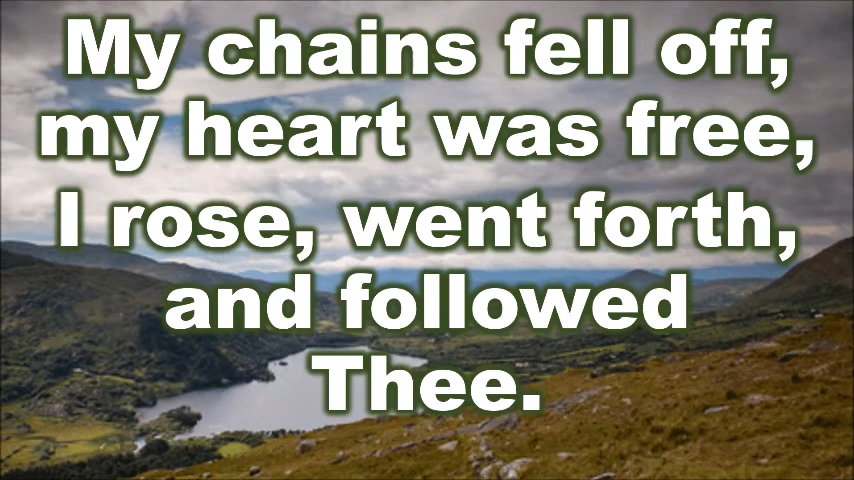 My chains fell off,
my heart was free,
I rose, went forth,
and followed
Thee.